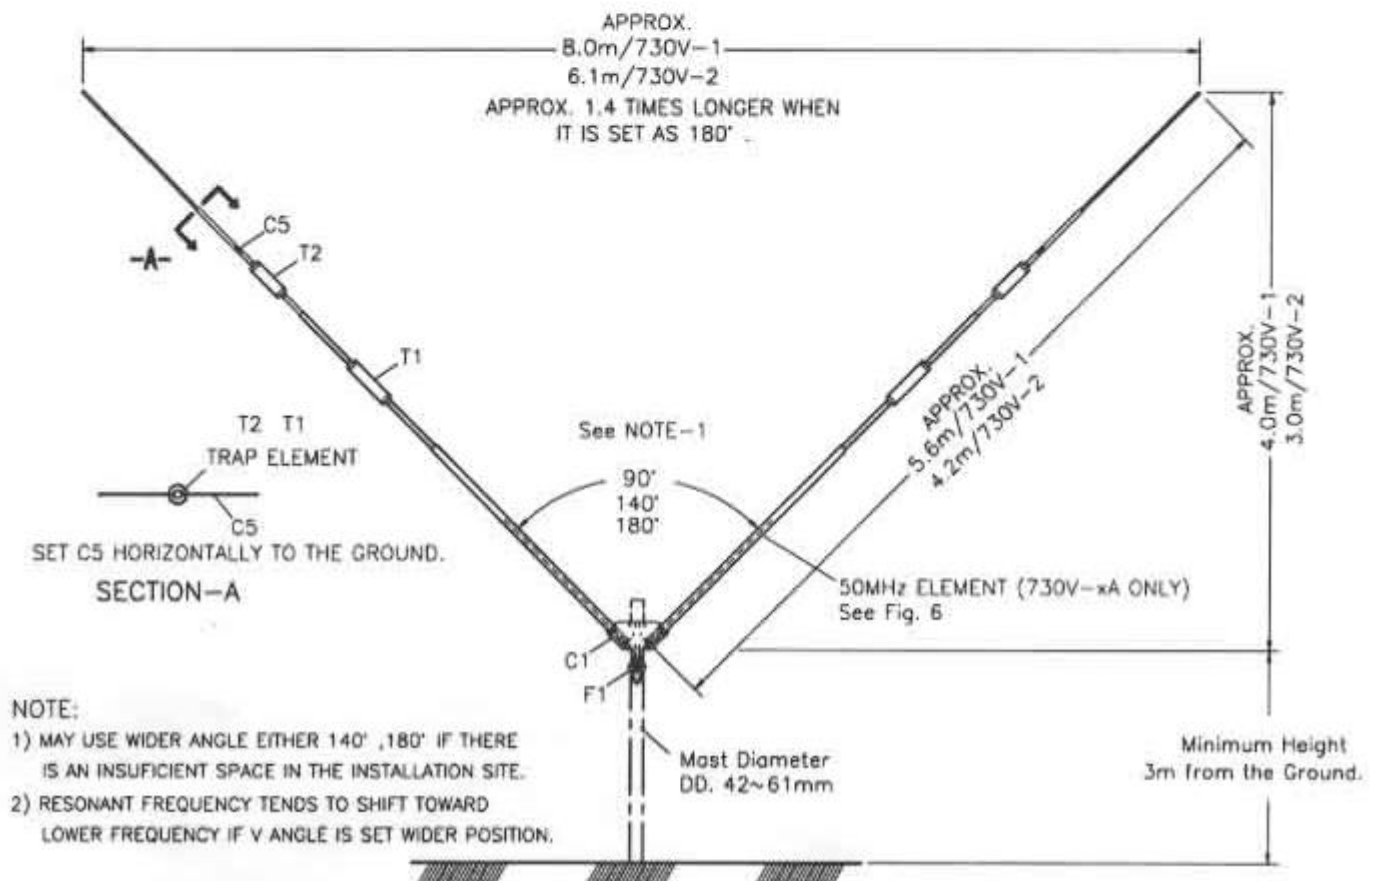 APPROX.
8.0m/730V-1
6.1m/730V-2
APPROX. 1.4 TIMES LONGER WHEN
IT IS SET AS 180° .
C5
-A-
T2
T1
T2 T1
TRAP ELEMENT
C5
SET C5 HORIZONTALLY TO THE GROUND.
SECTION-A
See NOTE-1
90°
140°
180°
APPROX.
5.6m/730V-1
4.2m/730V-2
APPROX.
4.0m/730V-1
3.0m/730V-2
50MHz ELEMENT (730V-xA ONLY)
See Fig. 6
C1
F1
Mast Diameter
DD. 42~61mm
Minimum Height
3m from the Ground.
NOTE:
1) MAY USE WIDER ANGLE EITHER 140° ,180° IF THERE
IS AN INSUFICIENT SPACE IN THE INSTALLATION SITE.
2) RESONANT FREQUENCY TENDS TO SHIFT TOWARD
LOWER FREQUENCY IF V ANGLE IS SET WIDER POSITION.